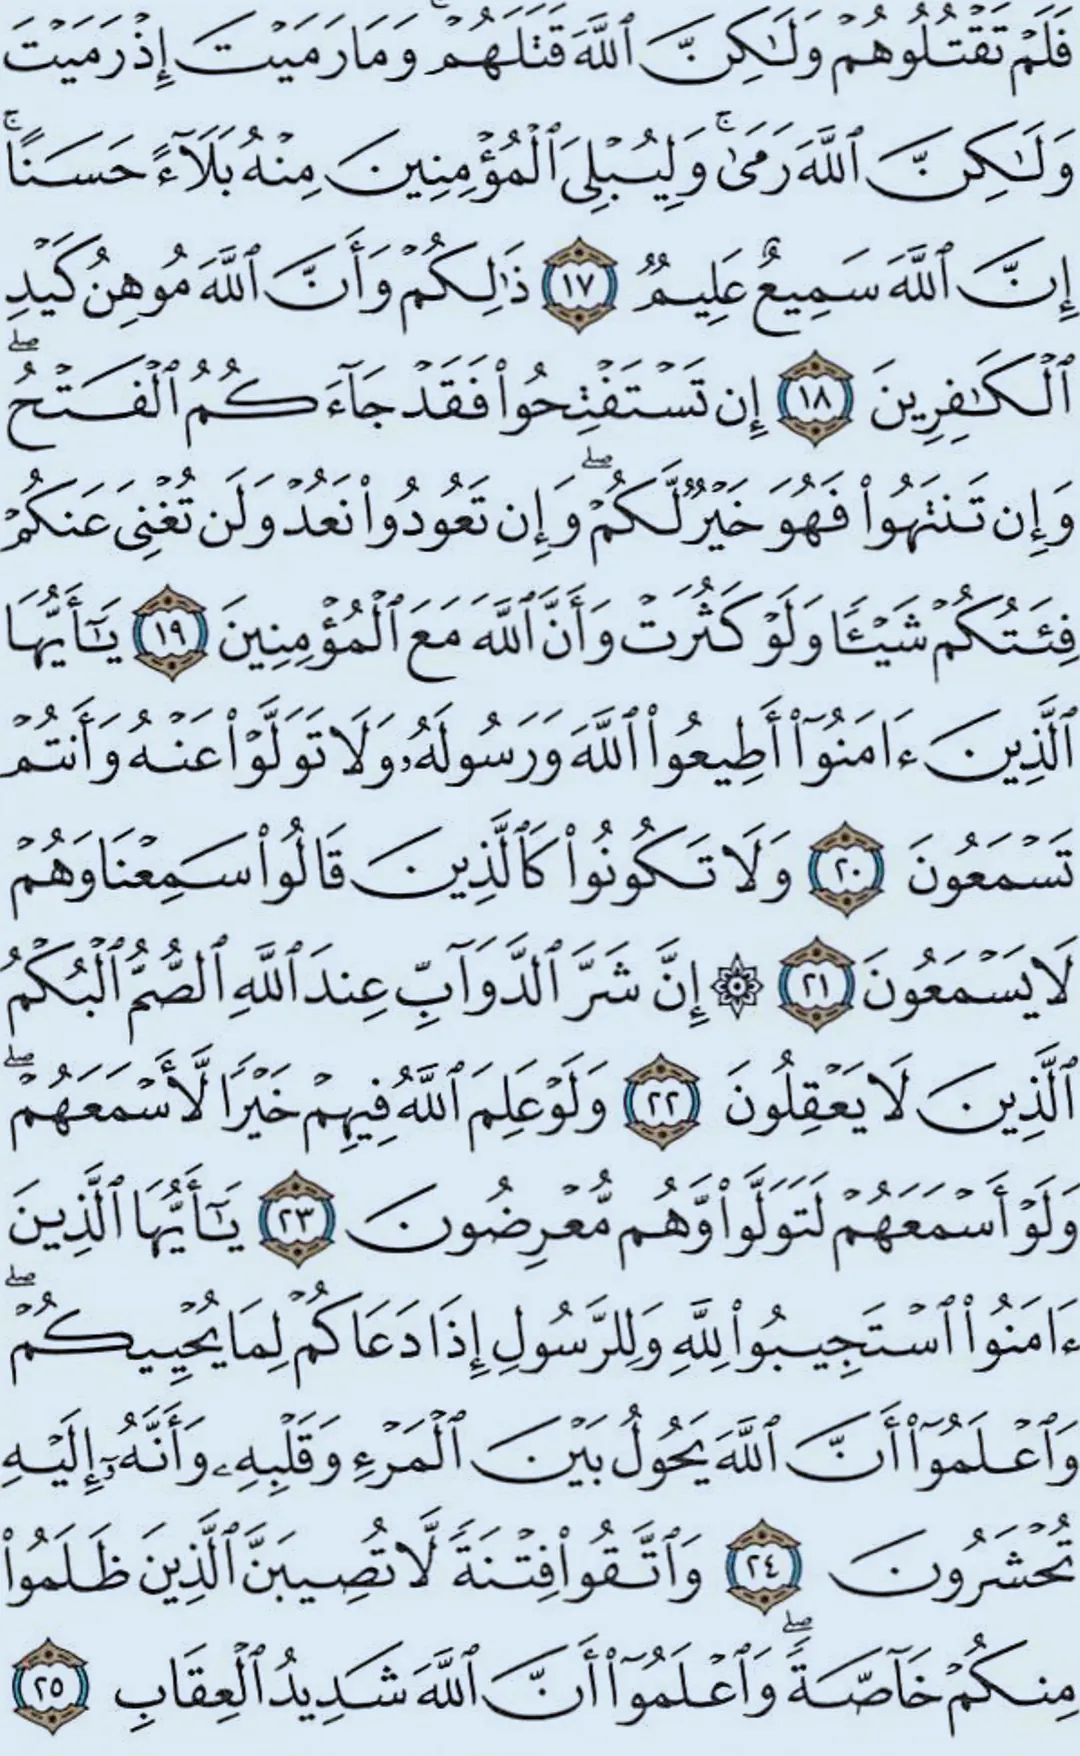 فَلَمۡ تَقۡتُلُوهُمۡ وَلَٰكِنَّ ٱللَّهَ قَتَلَهُمۡۚ وَمَا رَمَيۡتَ إِذۡ رَمَيۡتَ
وَلَٰكِنَّ ٱللَّهَ رَمَىٰۚ وَلِيُبۡلِيَ ٱلۡمُؤۡمِنِينَ مِنۡهُ بَلَآءً حَسَنًاۚ
إِنَّ ٱللَّهَ سَمِيعٌ عَلِيمٞ ١٧ ذَٰلِكُمۡ وَأَنَّ ٱللَّهَ مُوهِنُ كَيۡدِ
ٱلۡكَٰفِرِينَ ١٨ إِن تَسۡتَفۡتِحُواْ فَقَدۡ جَآءَكُمُ ٱلۡفَتۡحُۖ
وَإِن تَنتَهُواْ فَهُوَ خَيۡرٞ لَّكُمۡۖ وَإِن تَعُودُواْ نَعُدۡ وَلَن تُغۡنِيَ عَنكُمۡ
فِئَتُكُمۡ شَيۡـٔٗا وَلَوۡ كَثُرَتۡ وَأَنَّ ٱللَّهَ مَعَ ٱلۡمُؤۡمِنِينَ ١٩ يَٰٓأَيُّهَا
ٱلَّذِينَ ءَامَنُوٓاْ أَطِيعُواْ ٱللَّهَ وَرَسُولَهُۥ وَلَا تَوَلَّوۡاْ عَنۡهُ وَأَنتُمۡ
تَسۡمَعُونَ ٢٠ وَلَا تَكُونُواْ كَٱلَّذِينَ قَالُواْ سَمِعۡنَا وَهُمۡ
لَا يَسۡمَعُونَ ٢١ ۞ إِنَّ شَرَّ ٱلدَّوَآبِّ عِندَ ٱللَّهِ ٱلصُّمُّ ٱلۡبُكۡمُ
ٱلَّذِينَ لَا يَعۡقِلُونَ ٢٢ وَلَوۡ عَلِمَ ٱللَّهُ فِيهِمۡ خَيۡرٗا لَّأَسۡمَعَهُمۡۖ
وَلَوۡ أَسۡمَعَهُمۡ لَتَوَلَّواْ وَّهُم مُّعۡرِضُونَ ٢٣ يَٰٓأَيُّهَا ٱلَّذِينَ
ءَامَنُواْ ٱسۡتَجِيبُواْ لِلَّهِ وَلِلرَّسُولِ إِذَا دَعَاكُمۡ لِمَا يُحۡيِيكُمۡۖ
وَٱعۡلَمُوٓاْ أَنَّ ٱللَّهَ يَحُولُ بَيۡنَ ٱلۡمَرۡءِ وَقَلۡبِهِۦ وَأَنَّهُۥٓ إِلَيۡهِ
تُحۡشَرُونَ ٢٤ وَٱتَّقُواْ فِتۡنَةٗ لَّا تُصِيبَنَّ ٱلَّذِينَ ظَلَمُواْ
مِنكُمۡ خَآصَّةٗۖ وَٱعۡلَمُوٓاْ أَنَّ ٱللَّهَ شَدِيدُ ٱلۡعِقَابِ ٢٥